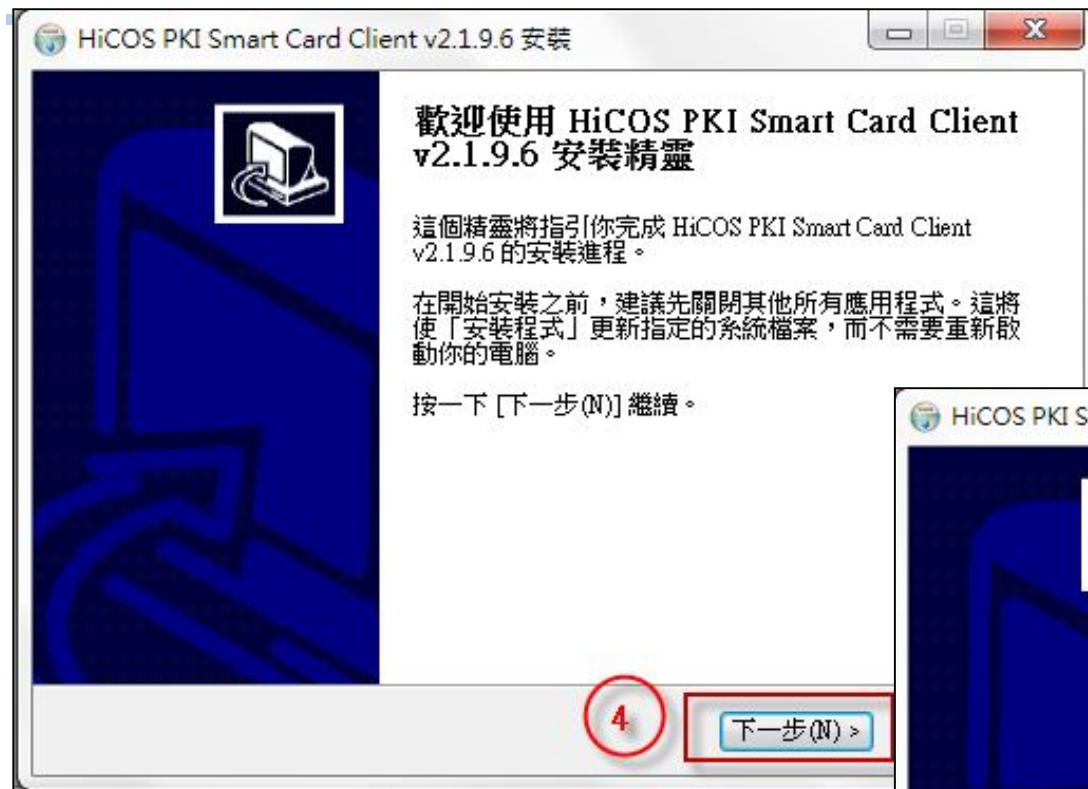 HiCOS PKI Smart Card Client v2.1.9.6 安裝
歡迎使用 HiCOS PKI Smart Card Client
v2.1.9.6 安裝精靈
這個精靈將指引你完成 HiCOS PKI Smart Card Client
v2.1.9.6 的安裝進程。
在開始安裝之前，建議先關閉其他所有應用程式。這將
使「安裝程式」更新指定的系統檔案，而不需要重新啟
動你的電腦。
按一下 [下一步(N)] 繼續。
HiCOS PKI S
4
下一步(N) >